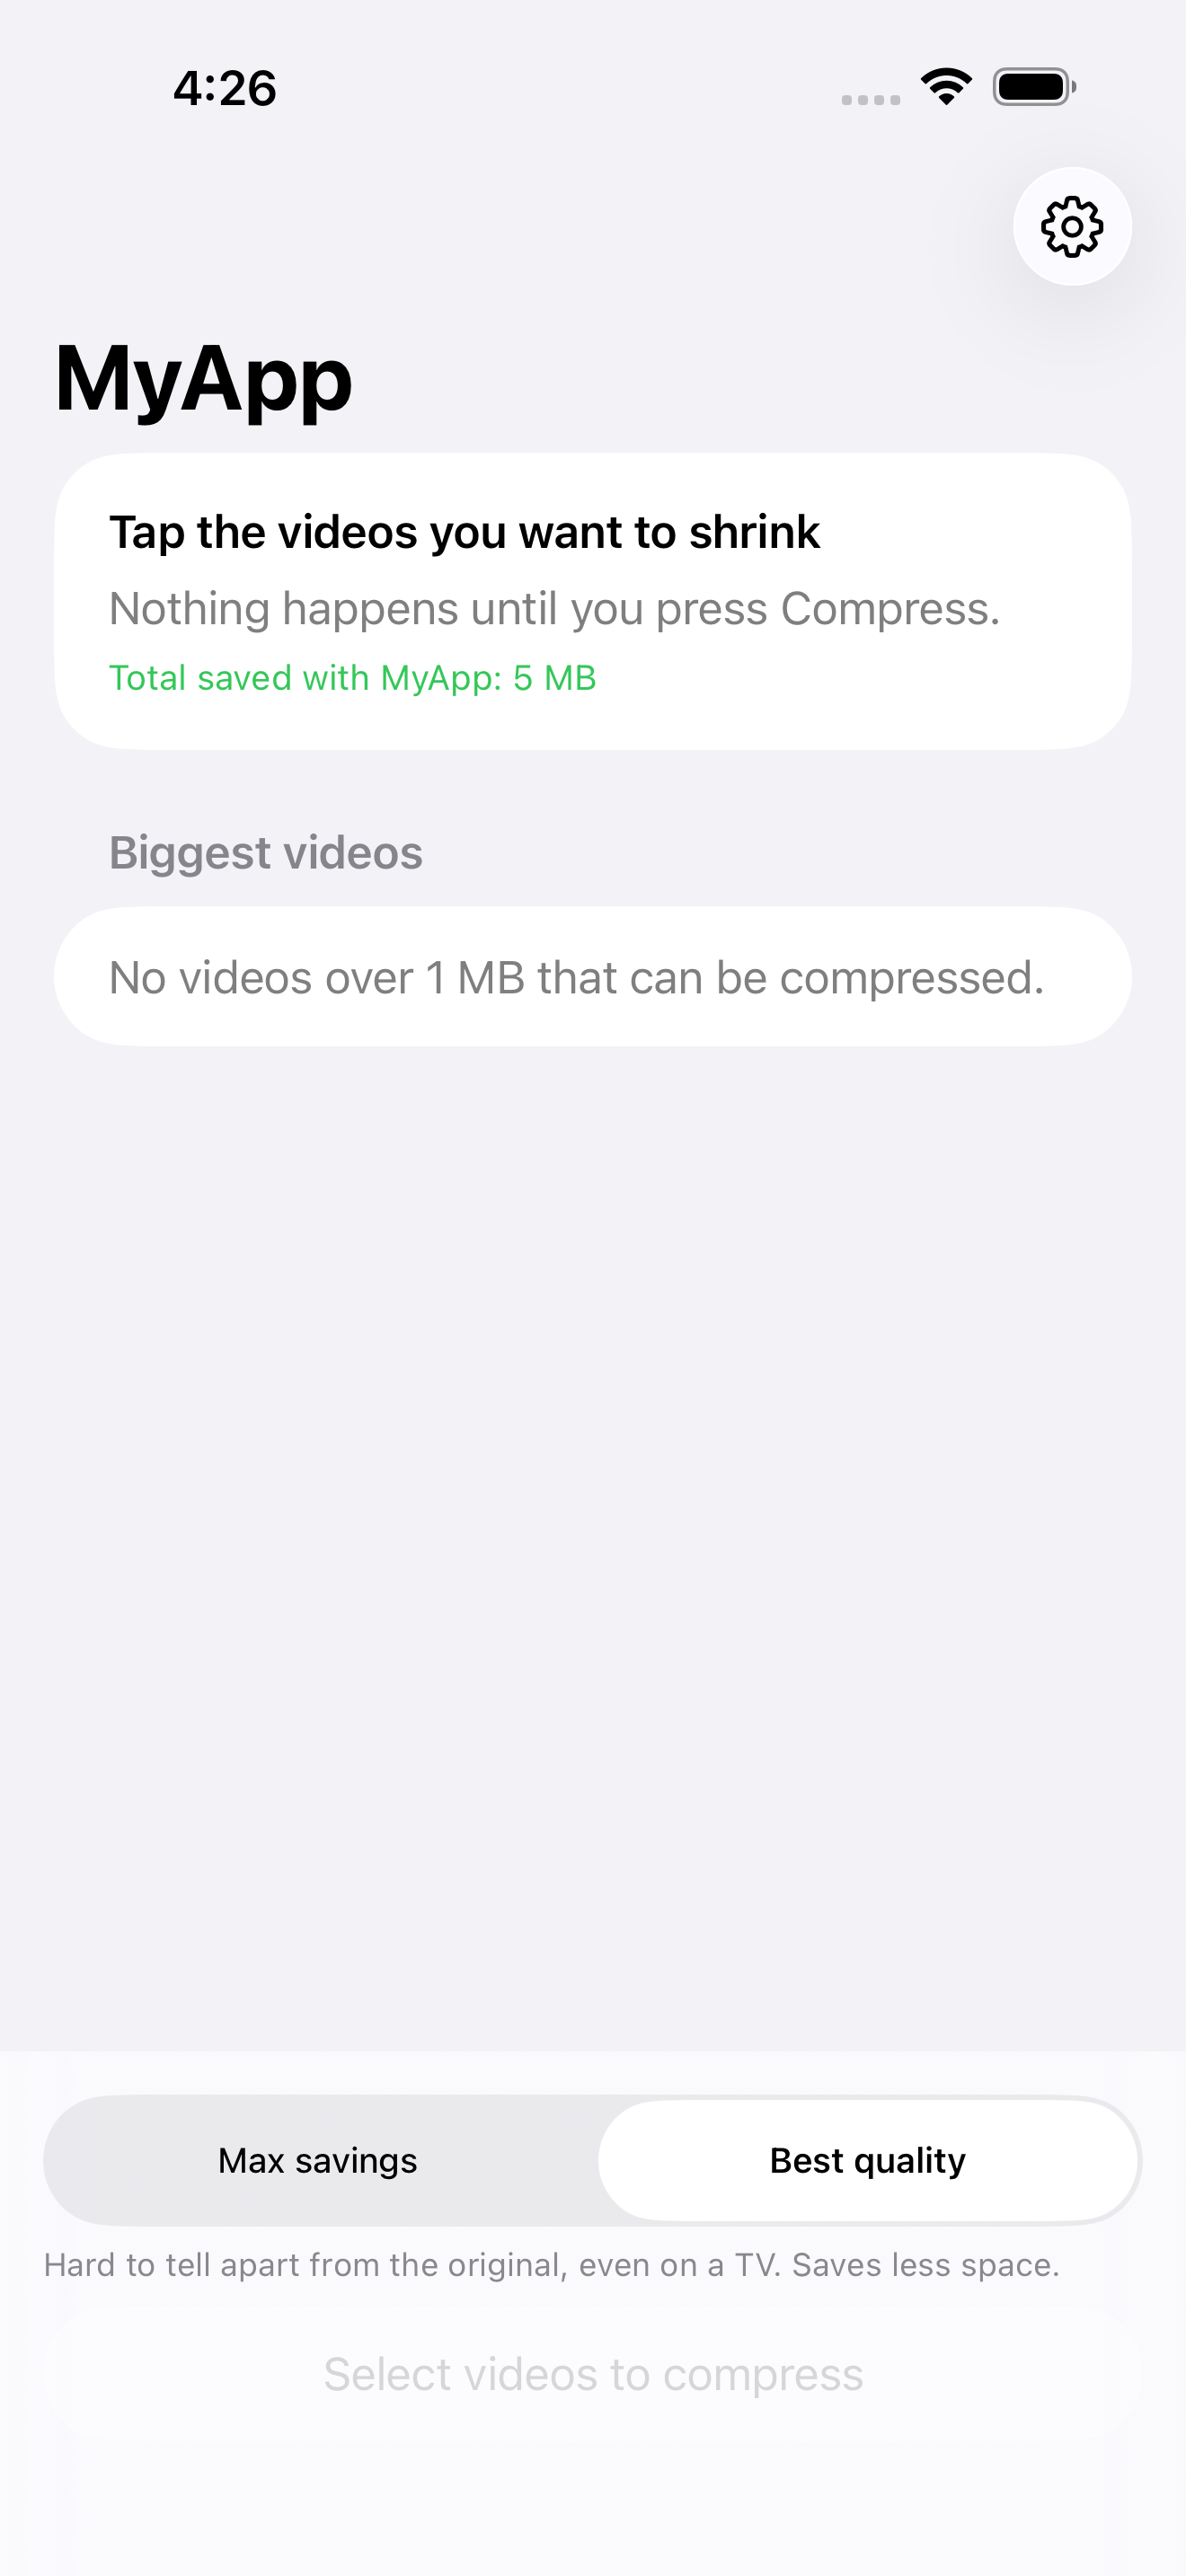 4:26
MyApp
Tap the videos you want to shrink
Nothing happens until you press Compress.
Total saved with MyApp: 5 MB
Biggest videos
No videos over 1 MB that can be compressed.
Max savings
Best quality
Hard to tell apart from the original, even on a TV. Saves less space.
Select videos to compress